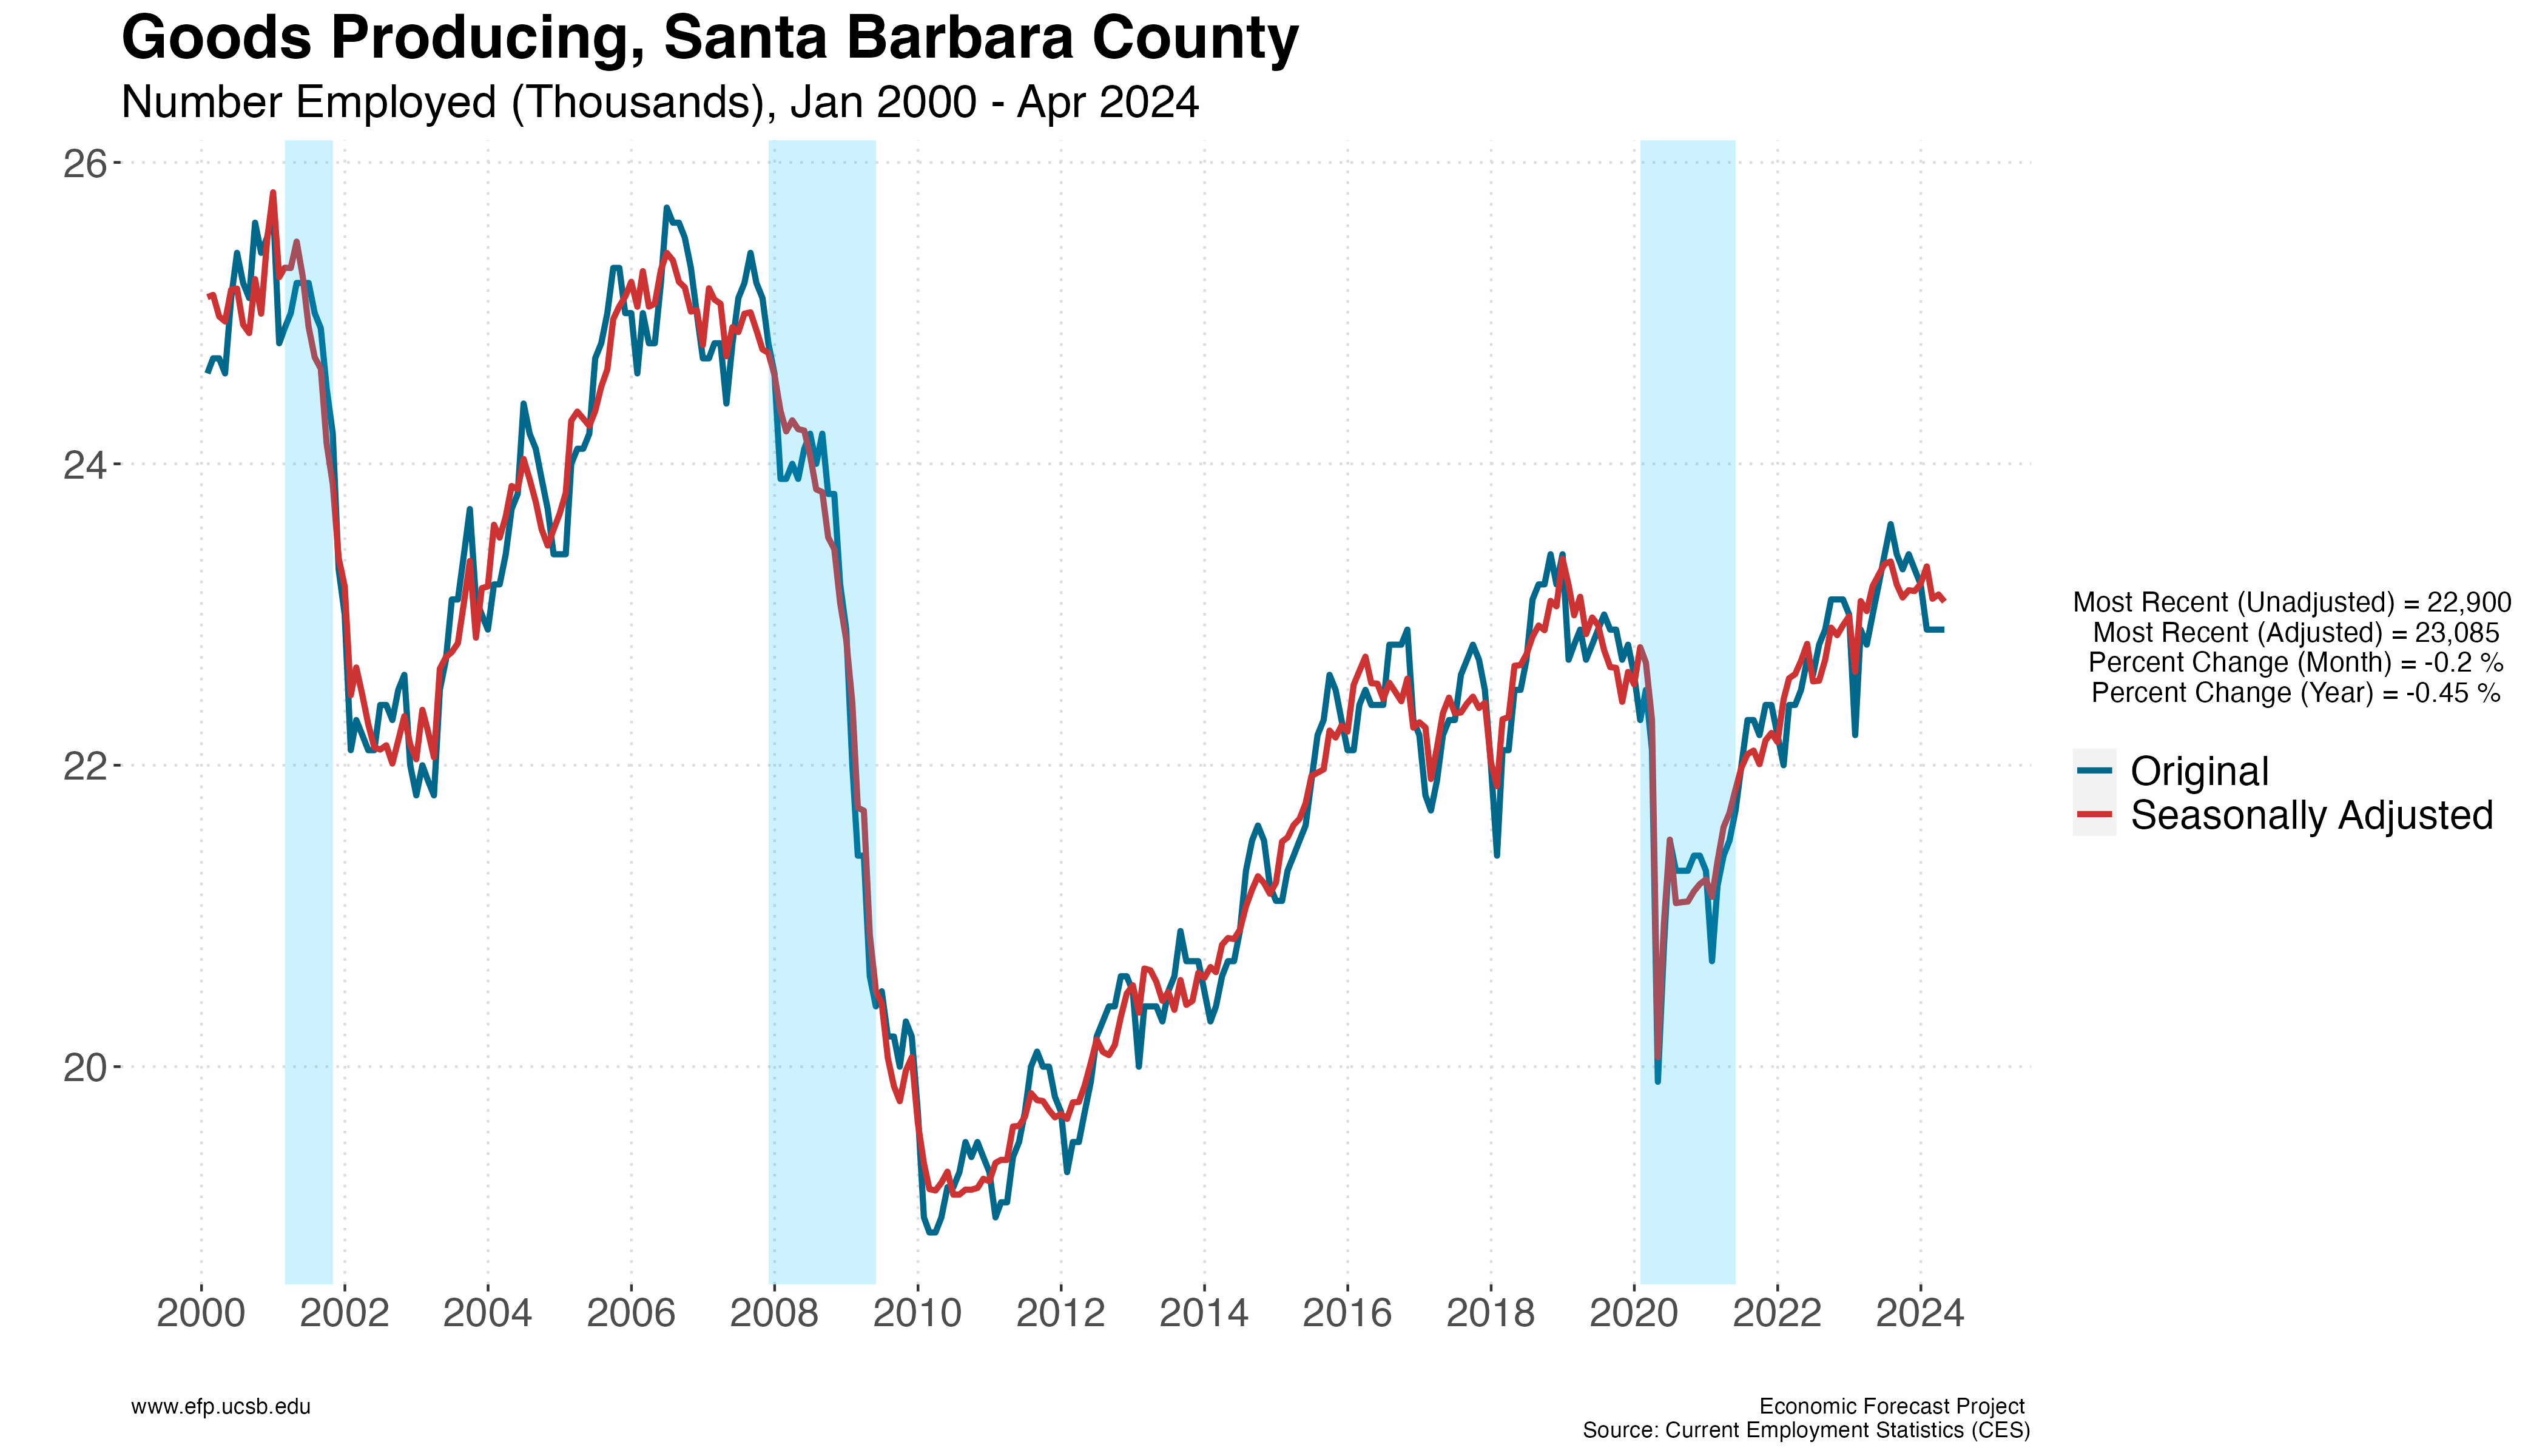 Goods Producing, Santa Barbara County
Number Employed (Thousands), Jan 2000 - Apr 2024
26
24
22
20
2000 2002 2004 2006 2008 2010 2012 2014 2016 2018 2020 2022 2024
Most Recent (Unadjusted) = 22,900
Most Recent (Adjusted) = 23,085
Percent Change (Month) = -0.2 %
Percent Change (Year) = -0.45 %
Original
Seasonally Adjusted
www.efp.ucsb.edu
Economic Forecast Project
Source: Current Employment Statistics (CES)